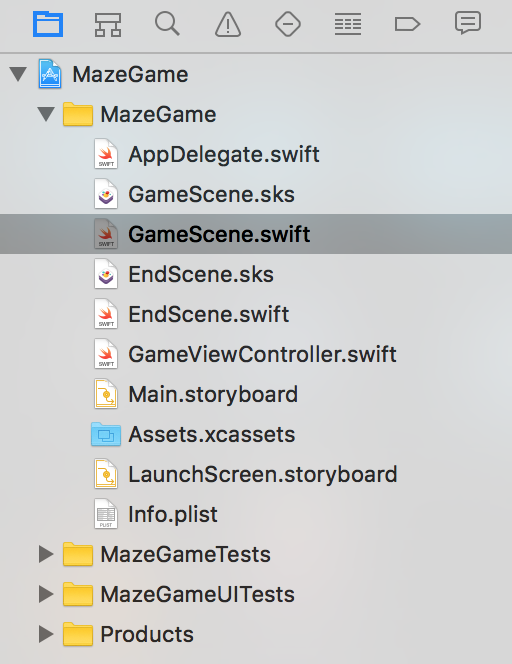 MazeGame
MazeGame
AppDelegate.swift
GameScene.sks
GameScene.swift
EndScene.sks
EndScene.swift
GameViewController.swift
Main.storyboard
Assets.xcassets
LaunchScreen.storyboard
Info.plist
MazeGameTests
MazeGameUITests
Products